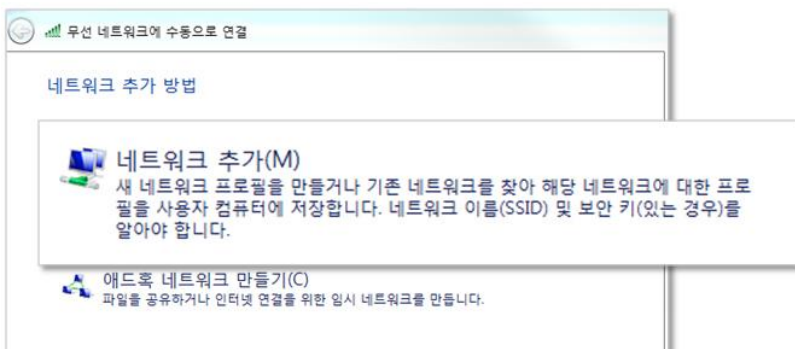 무선 네트워크에 수동으로 연결
네트워크 추가 방법
네트워크 추가(M)
새 네트워크 프로필을 만들거나 기존 네트워크를 찾아 해당 네트워크에 대한 프로
필을 사용자 컴퓨터에 저장합니다. 네트워크 이름(SSID) 및 보안 키(있는 경우)를
알아야 합니다.
애드혹 네트워크 만들기(C)
파일을 공유하거나 인터넷 연결을 위한 임시 네트워크를 만듭니다.